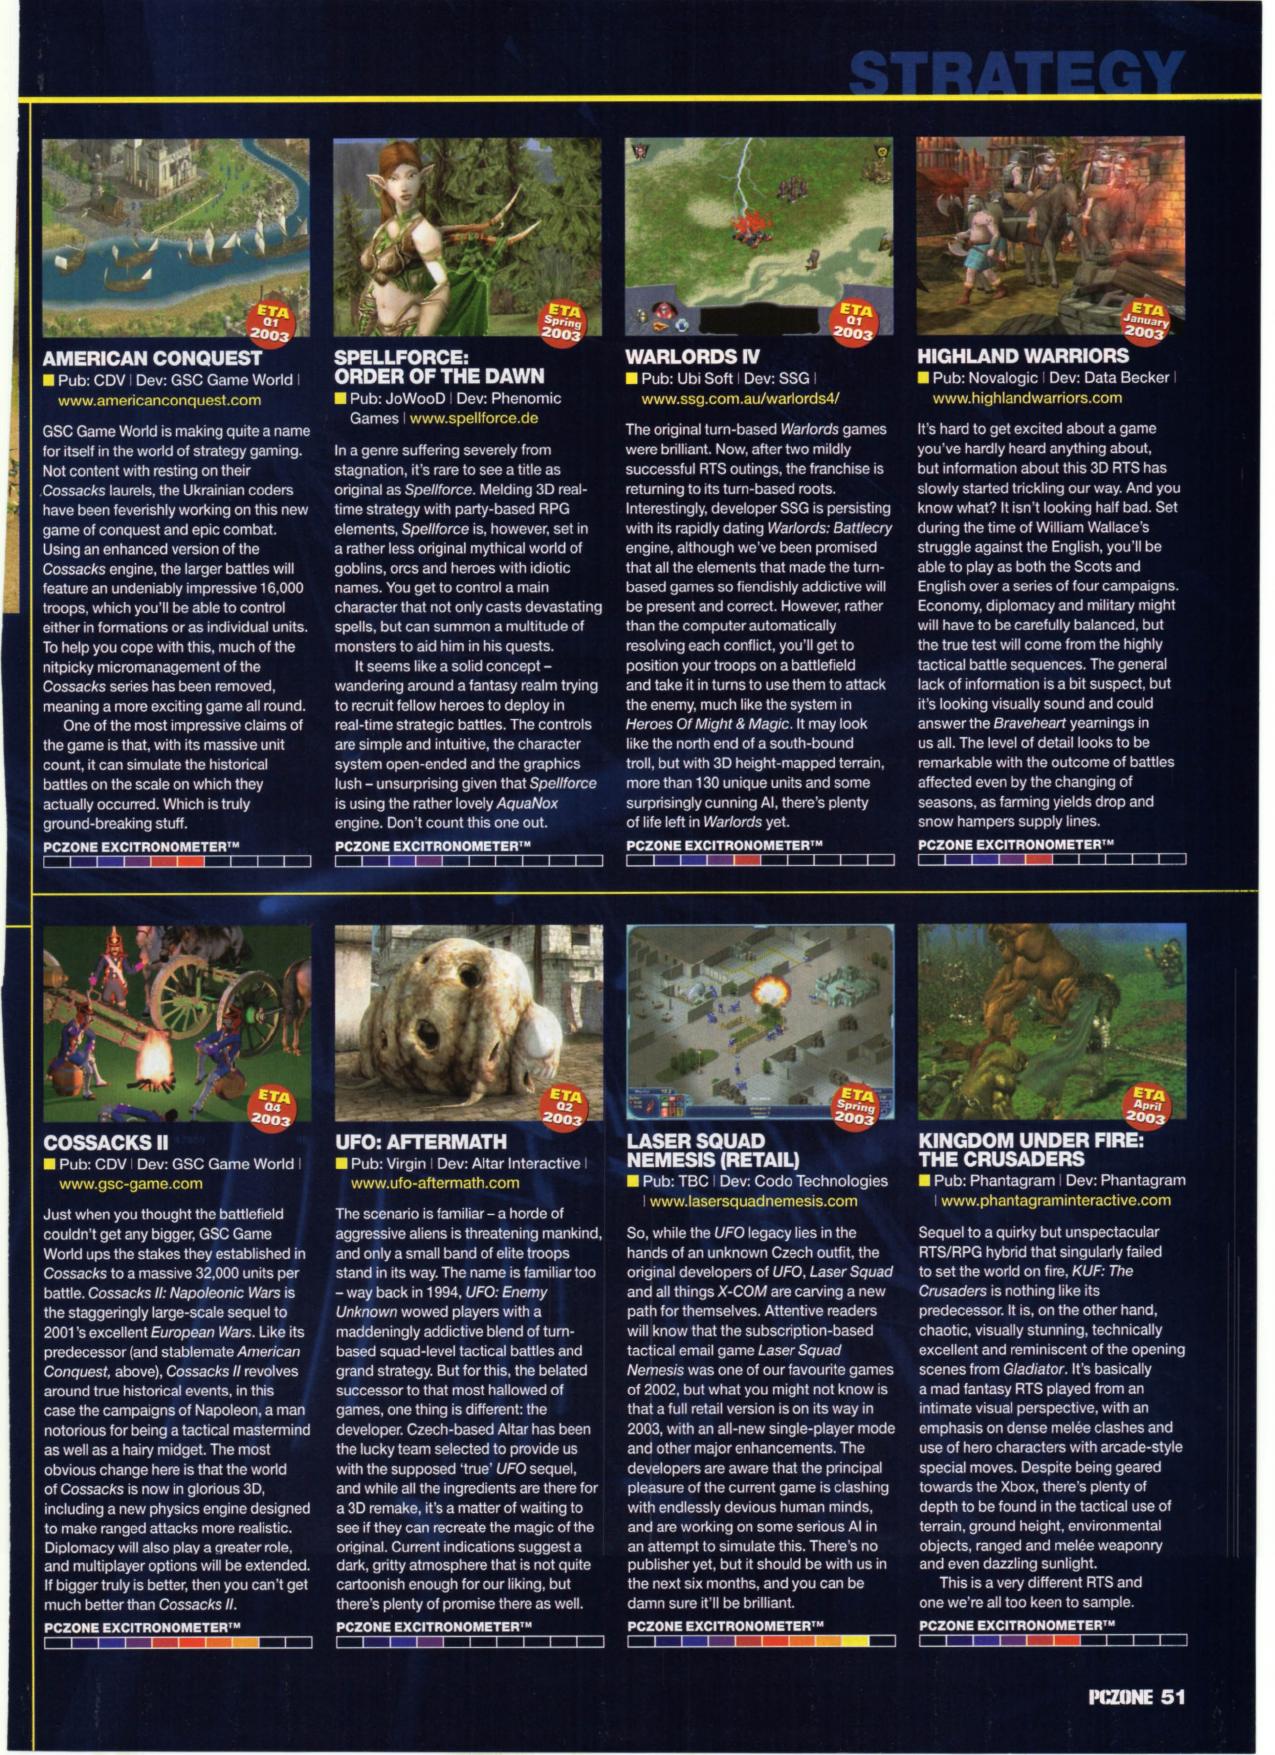 STRATEGY
ETA
Q1
2003
AMERICAN CONQUEST
Pub: CDV | Dev: GSC Game World |
www.americanconquest.com
GSC Game World is making quite a name
for itself in the world of strategy gaming.
Not content with resting on their
Cossacks laurels, the Ukrainian coders
have been feverishly working on this new
game of conquest and epic combat.
Using an enhanced version of the
Cossacks engine, the larger battles will
feature an undeniably impressive 16,000
troops, which you'll be able to control
either in formations or as individual units.
To help you cope with this, much of the
nitpicky micromanagement of the
Cossacks series has been removed,
meaning a more exciting game all round.
One of the most impressive claims of
the game is that, with its massive unit
count, it can simulate the historical
battles on the scale on which they
actually occurred. Which is truly
ground-breaking stuff.
PCZONE EXCITRONOMETER™
ETA
Spring
2003
SPELLFORCE:
ORDER OF THE DAWN
Pub: JoWooD | Dev: Phenomic
Games | www.spellforce.de
In a genre suffering severely from
stagnation, it's rare to see a title as
original as Spellforce. Melding 3D real-
time strategy with party-based RPG
elements, Spellforce is, however, set in
a rather less original mythical world of
goblins, orcs and heroes with idiotic
names. You get to control a main
character that not only casts devastating
spells, but can summon a multitude of
monsters to aid him in his quests.
It seems like a solid concept –
wandering around a fantasy realm trying
to recruit fellow heroes to deploy in
real-time strategic battles. The controls
are simple and intuitive, the character
system open-ended and the graphics
lush – unsurprising given that Spellforce
is using the rather lovely AquaNox
engine. Don't count this one out.
PCZONE EXCITRONOMETER™
ETA
Q1
2003
WARLORDS IV
Pub: Ubi Soft | Dev: SSG |
www.ssg.com.au/warlords4/
The original turn-based Warlords games
were brilliant. Now, after two mildly
successful RTS outings, the franchise is
returning to its turn-based roots.
Interestingly, developer SSG is persisting
with its rapidly dating Warlords: Battlecry
engine, although we've been promised
that all the elements that made the turn-
based games so fiendishly addictive will
be present and correct. However, rather
than the computer automatically
resolving each conflict, you'll get to
position your troops on a battlefield
and take it in turns to use them to attack
the enemy, much like the system in
Heroes Of Might & Magic. It may look
like the north end of a south-bound
troll, but with 3D height-mapped terrain,
more than 130 unique units and some
surprisingly cunning AI, there's plenty
of life left in Warlords yet.
PCZONE EXCITRONOMETER™
ETA
January
2003
HIGHLAND WARRIORS
Pub: Novalogic | Dev: Data Becker |
www.highlandwarriors.com
It's hard to get excited about a game
you've hardly heard anything about,
but information about this 3D RTS has
slowly started trickling our way. And you
know what? It isn't looking half bad. Set
during the time of William Wallace's
struggle against the English, you'll be
able to play as both the Scots and
English over a series of four campaigns.
Economy, diplomacy and military might
will have to be carefully balanced, but
the true test will come from the highly
tactical battle sequences. The general
lack of information is a bit suspect, but
it's looking visually sound and could
answer the Braveheart yearnings in
us all. The level of detail looks to be
remarkable with the outcome of battles
affected even by the changing of
seasons, as farming yields drop and
snow hampers supply lines.
PCZONE EXCITRONOMETER™
ETA
Q4
2003
COSSACKS II
Pub: CDV | Dev: GSC Game World |
www.gsc-game.com
Just when you thought the battlefield
couldn't get any bigger, GSC Game
World ups the stakes they established in
Cossacks to a massive 32,000 units per
battle. Cossacks II: Napoleonic Wars is
the staggeringly large-scale sequel to
2001's excellent European Wars. Like its
predecessor (and stablemate American
Conquest, above), Cossacks II revolves
around true historical events, in this
case the campaigns of Napoleon, a man
notorious for being a tactical mastermind
as well as a hairy midget. The most
obvious change here is that the world
of Cossacks is now in glorious 3D,
including a new physics engine designed
to make ranged attacks more realistic.
Diplomacy will also play a greater role,
and multiplayer options will be extended.
If bigger truly is better, then you can't get
much better than Cossacks II.
PCZONE EXCITRONOMETER™
ETA
Q2
2003
UFO: AFTERMATH
Pub: Virgin | Dev: Altar Interactive |
www.ufo-aftermath.com
The scenario is familiar – a horde of
aggressive aliens is threatening mankind,
and only a small band of elite troops
stand in its way. The name is familiar too
– way back in 1994, UFO: Enemy
Unknown wowed players with a
maddeningly addictive blend of turn-
based squad-level tactical battles and
grand strategy. But for this, the belated
successor to that most hallowed of
games, one thing is different: the
developer. Czech-based Altar has been
the lucky team selected to provide us
with the supposed 'true' UFO sequel,
and while all the ingredients are there for
a 3D remake, it's a matter of waiting to
see if they can recreate the magic of the
original. Current indications suggest a
dark, gritty atmosphere that is not quite
cartoonish enough for our liking, but
there's plenty of promise there as well.
PCZONE EXCITRONOMETER™
ETA
Spring
2003
LASER SQUAD
NEMESIS (RETAIL)
Pub: TBC | Dev: Codo Technologies
| www.lasersquadnemesis.com
So, while the UFO legacy lies in the
hands of an unknown Czech outfit, the
original developers of UFO, Laser Squad
and all things X-COM are carving a new
path for themselves. Attentive readers
will know that the subscription-based
tactical email game Laser Squad
Nemesis was one of our favourite games
of 2002, but what you might not know is
that a full retail version is on its way in
2003, with an all-new single-player mode
and other major enhancements. The
developers are aware that the principal
pleasure of the current game is clashing
with endlessly devious human minds,
and are working on some serious AI in
an attempt to simulate this. There's no
publisher yet, but it should be with us in
the next six months, and you can be
damn sure it'll be brilliant.
PCZONE EXCITRONOMETER™
ETA
April
2003
KINGDOM UNDER FIRE:
THE CRUSADERS
Pub: Phantagram | Dev: Phantagram
| www.phantagraminteractive.com
Sequel to a quirky but unspectacular
RTS/RPG hybrid that singularly failed
to set the world on fire, KUF: The
Crusaders is nothing like its
predecessor. It is, on the other hand,
chaotic, visually stunning, technically
excellent and reminiscent of the opening
scenes from Gladiator. It's basically
a mad fantasy RTS played from an
intimate visual perspective, with an
emphasis on dense melée clashes and
use of hero characters with arcade-style
special moves. Despite being geared
towards the Xbox, there's plenty of
depth to be found in the tactical use of
terrain, ground height, environmental
objects, ranged and melée weaponry
and even dazzling sunlight.
This is a very different RTS and
one we're all too keen to sample.
PCZONE EXCITRONOMETER™
PCZONE 51